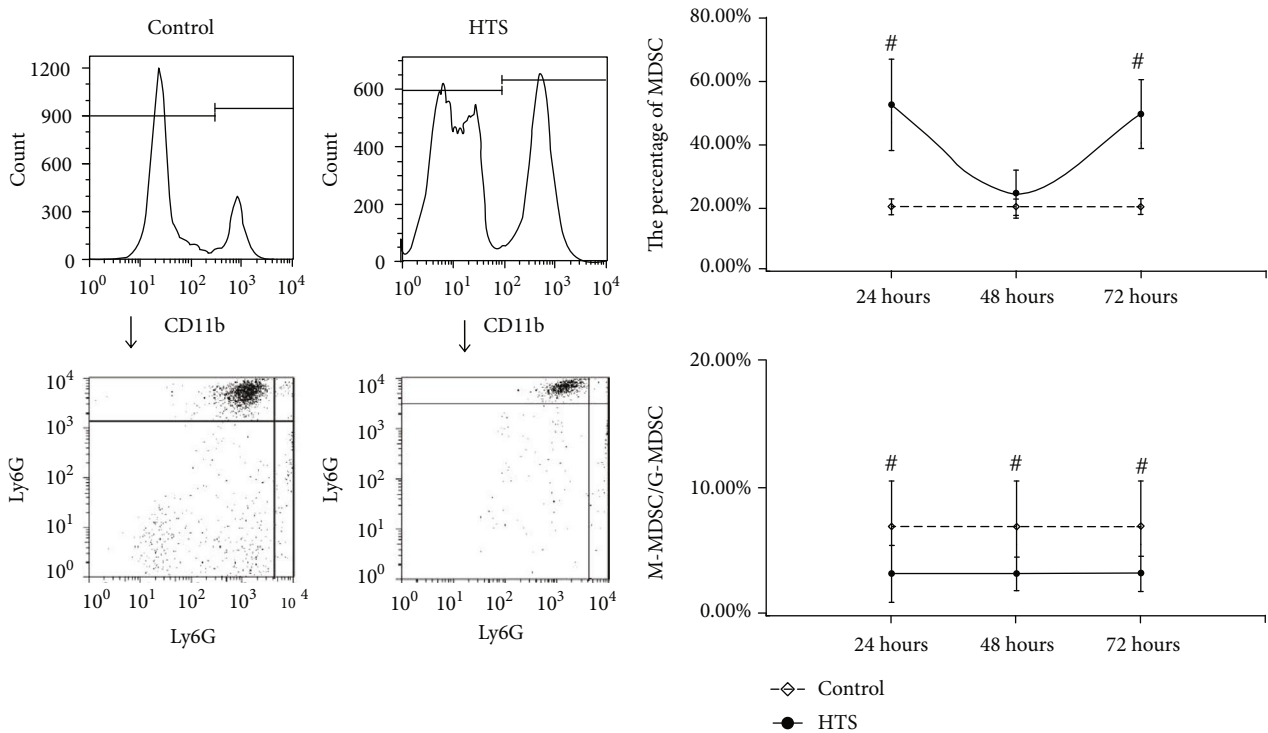 Control
Count
1200
900
600
300
0
10^0 10^1 10^2 10^3 10^4
CD11b
HTS
Count
600
400
200
0
10^0 10^1 10^2 10^3 10^4
CD11b
Ly6G
10^4
10^3
10^2
10^1
10^0
10^0 10^1 10^2 10^3 10^4
Ly6G
Ly6G
10^4
10^3
10^2
10^1
10^0
10^0 10^1 10^2 10^3 10^4
Ly6G
The percentage of MDSC
80.00%
60.00%
40.00%
20.00%
0.00%
# #
24 hours 48 hours 72 hours
M-MDSC/G-MDSC
20.00%
10.00%
0.00%
# # #
24 hours 48 hours 72 hours
Control
HTS